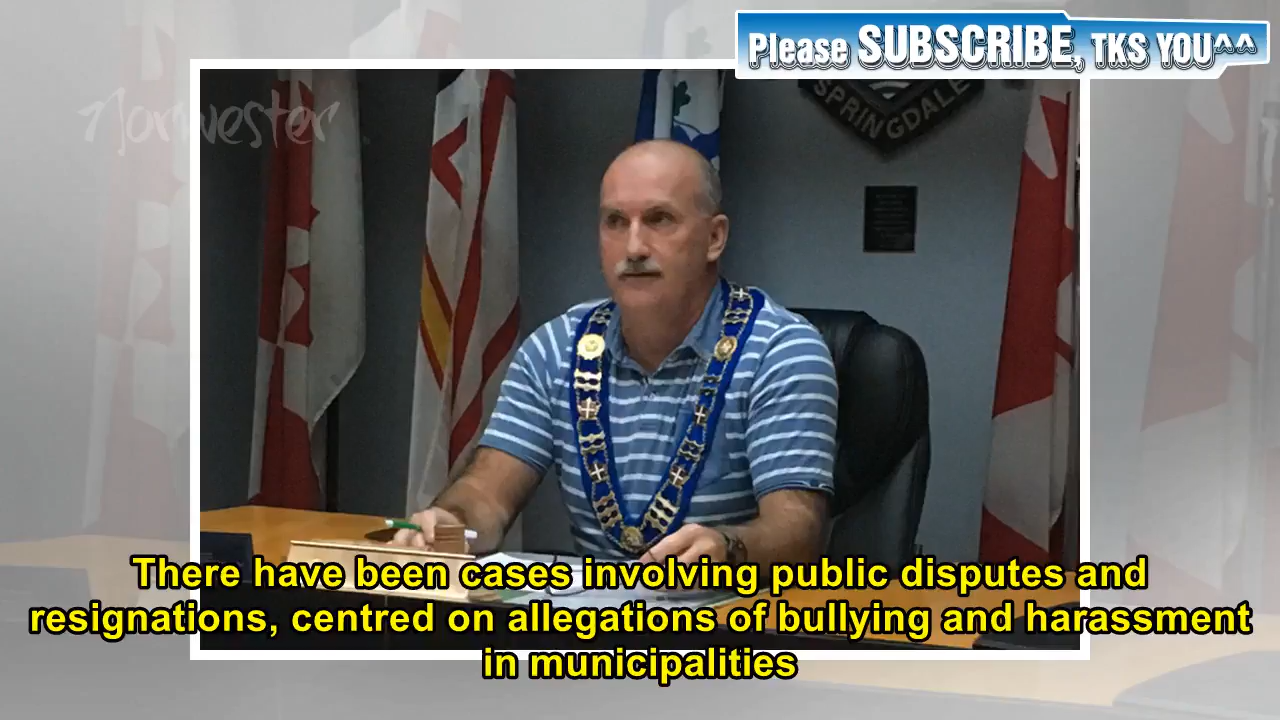 Please SUBSCRIBE, TKS YOU^^
Norwester
SPRINGDALE
There have been cases involving public disputes and
resignations, centred on allegations of bullying and harassment
in municipalities